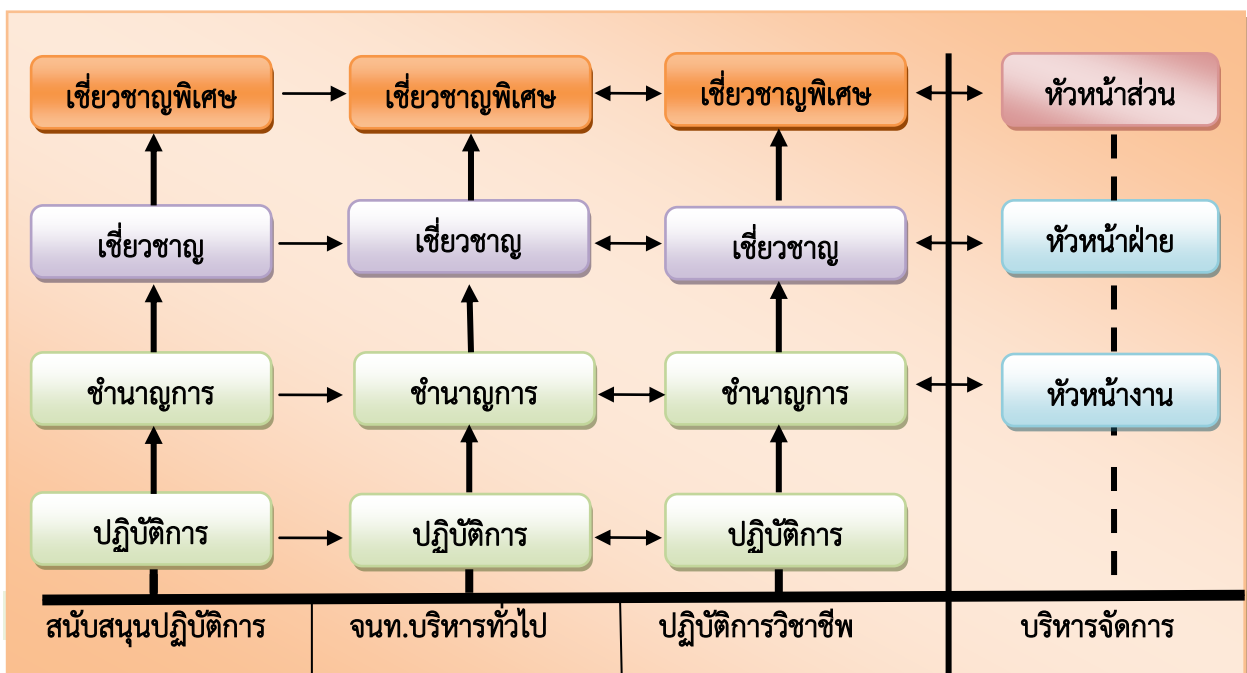 เชี่ยวชาญพิเศษ เชี่ยวชาญพิเศษ เชี่ยวชาญพิเศษ หัวหน้าส่วน
เชี่ยวชาญ เชี่ยวชาญ เชี่ยวชาญ หัวหน้าฝ่าย
ชำนาญการ ชำนาญการ ชำนาญการ หัวหน้างาน
ปฏิบัติการ ปฏิบัติการ ปฏิบัติการ
สนับสนุนปฏิบัติการ จนท.บริหารทั่วไป ปฏิบัติการวิชาชีพ บริหารจัดการ